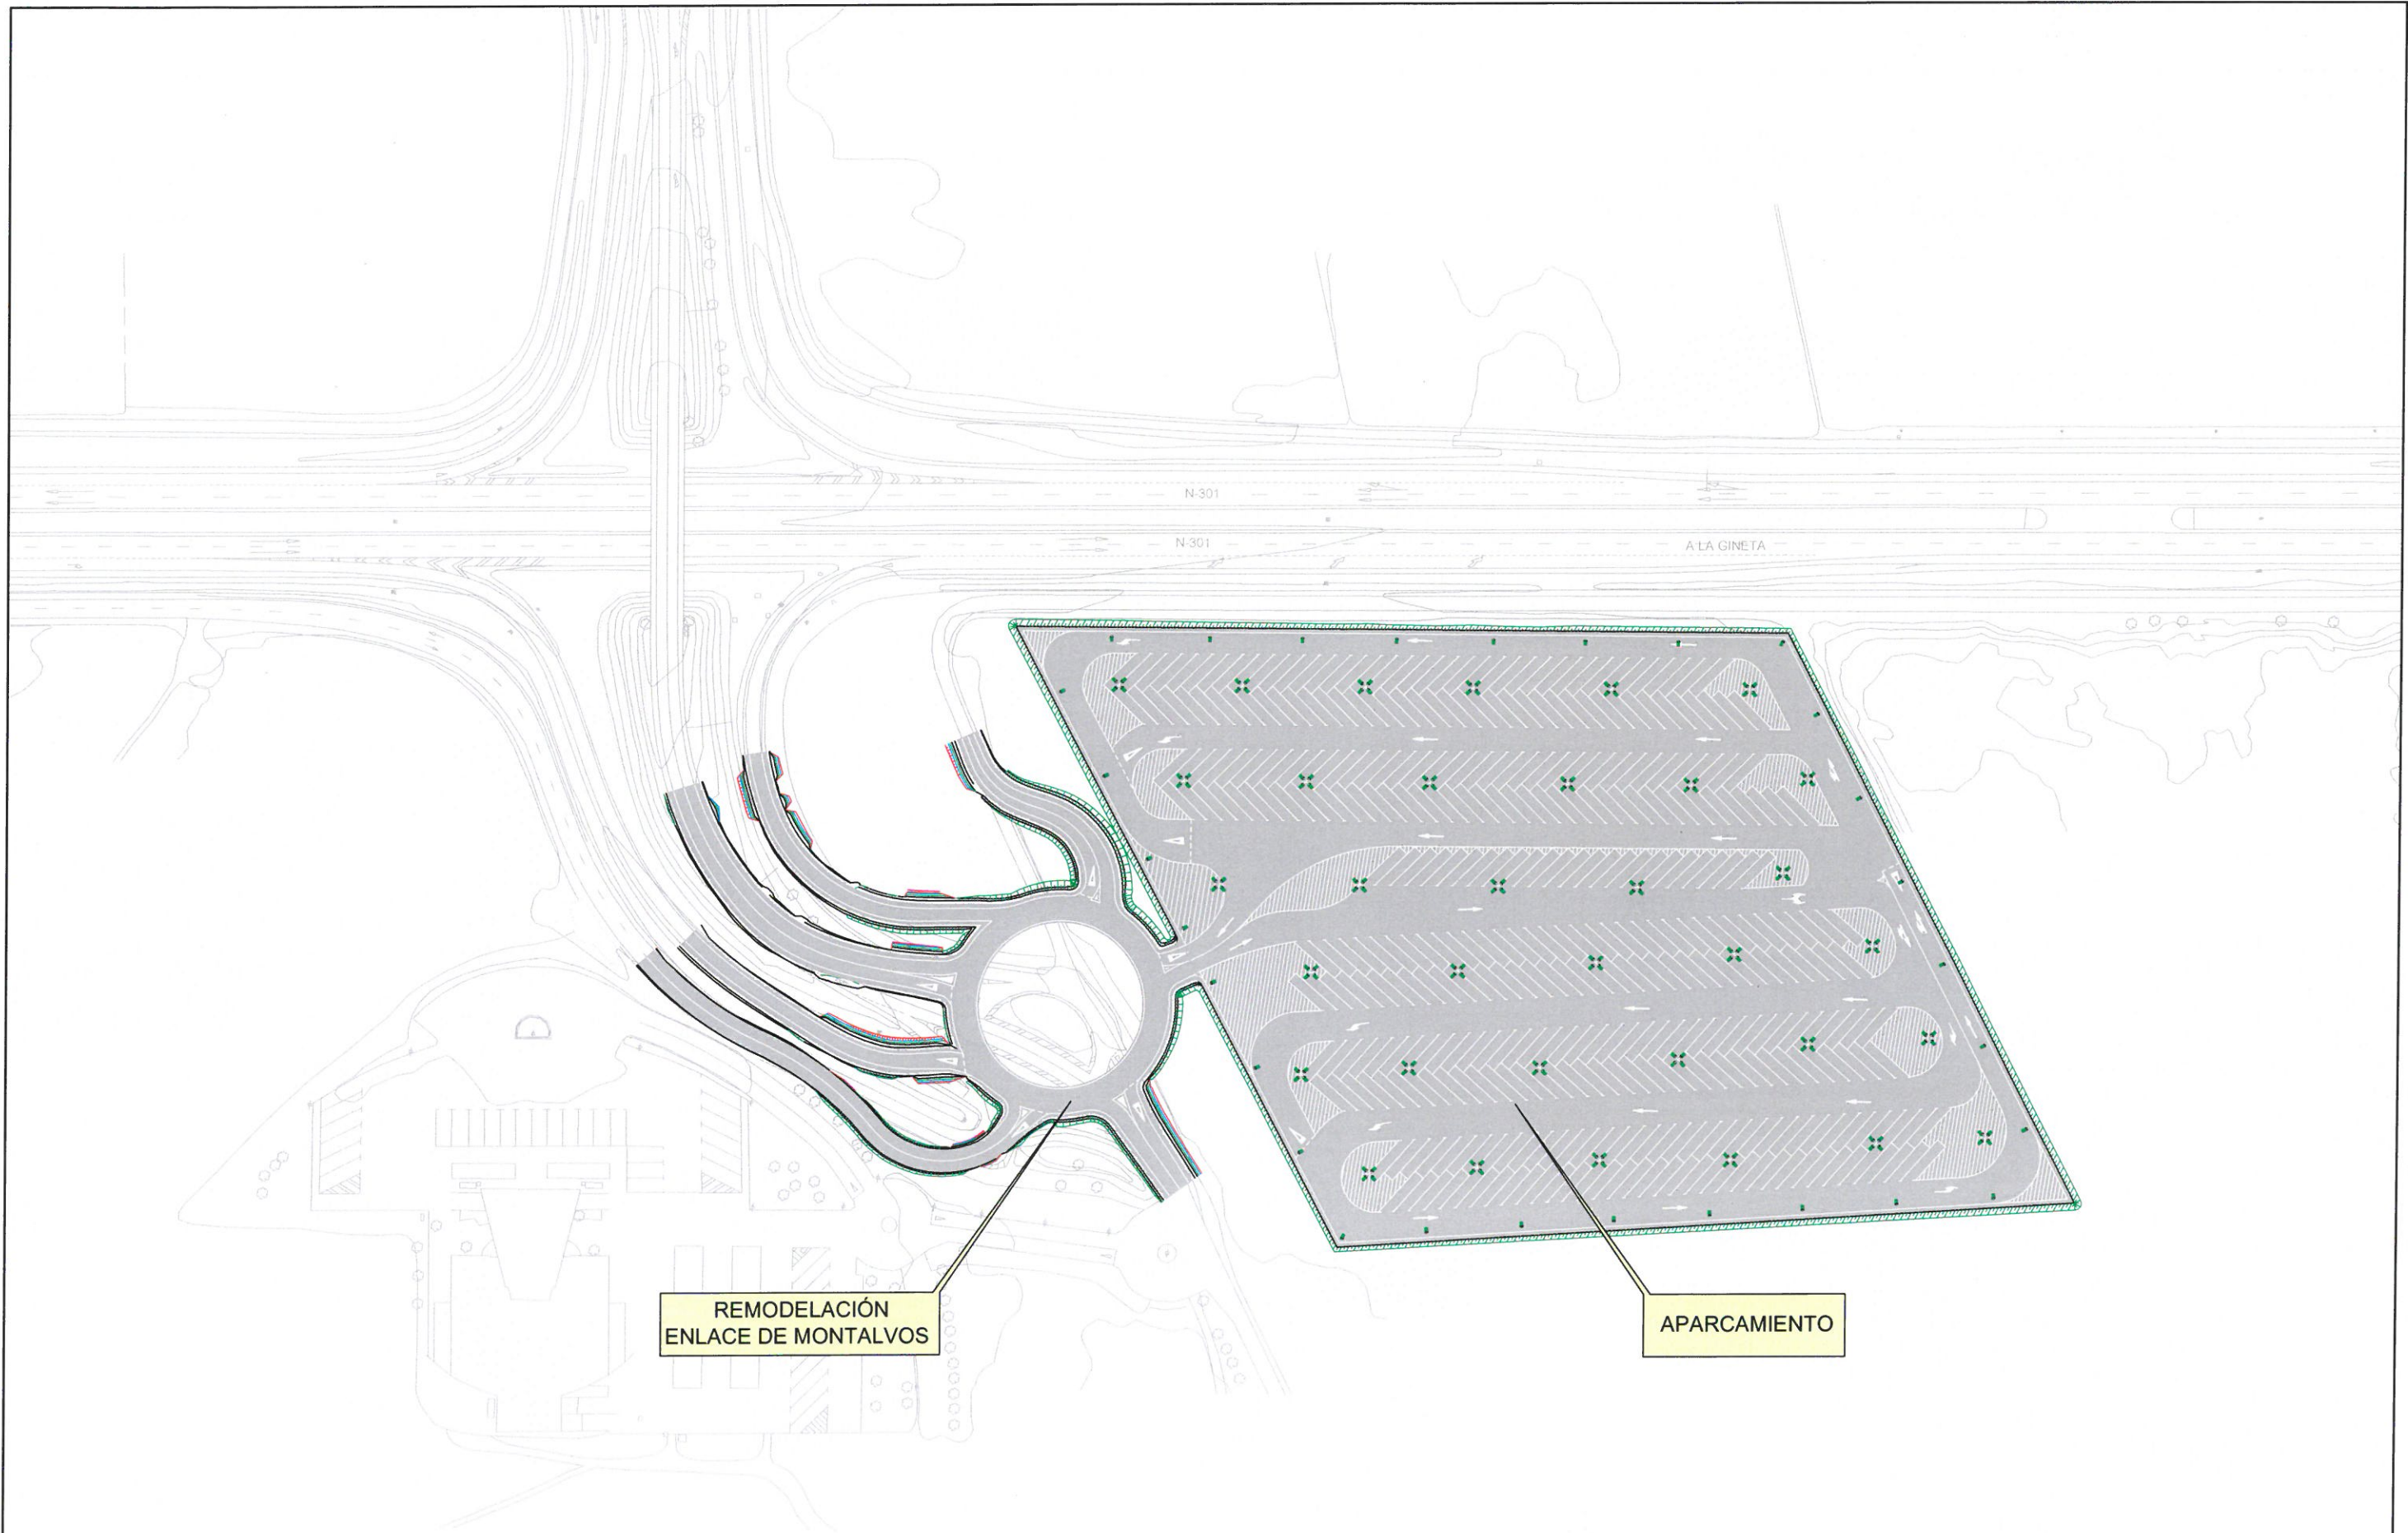 N-301
N-301
A LA GINETA
REMODELACIÓN
ENLACE DE MONTALVOS
APARCAMIENTO